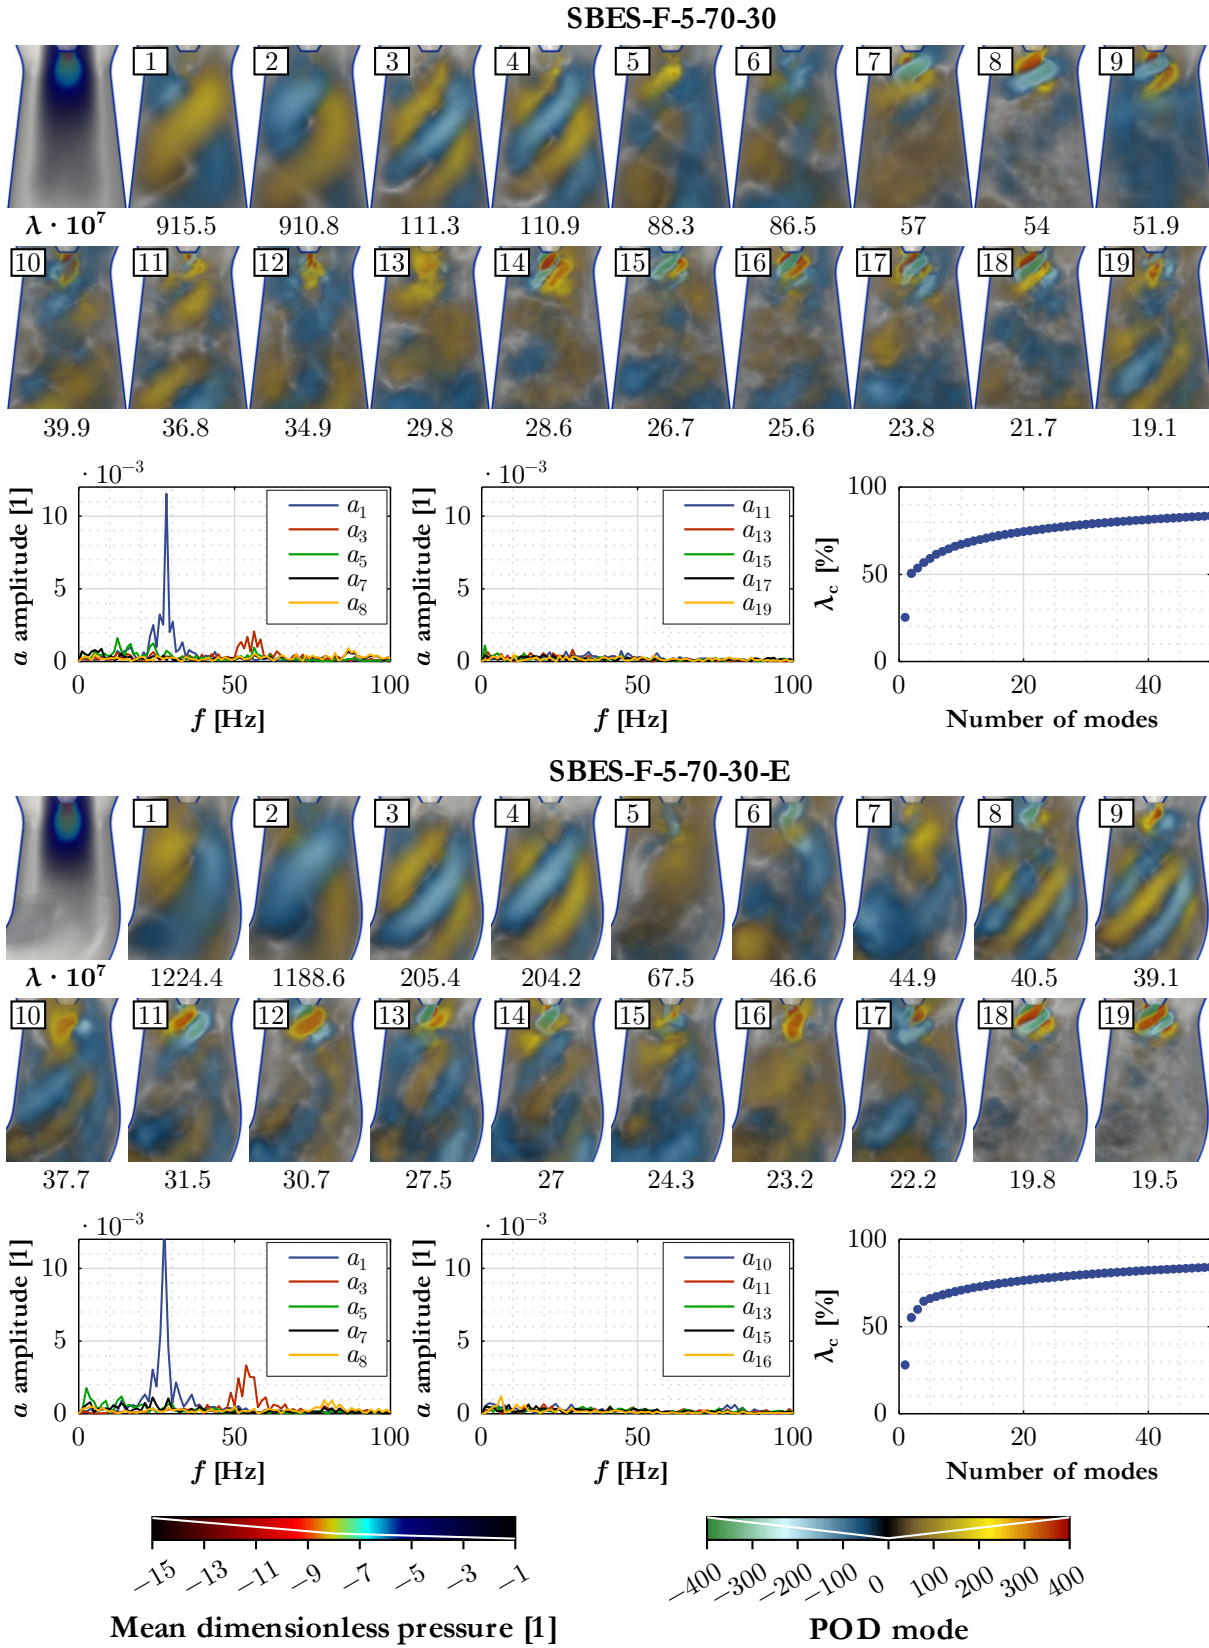 SBES-F-5-70-30
1 2 3 4 5 6 7 8 9
λ · 10⁷ 915.5 910.8 111.3 110.9 88.3 86.5 57 54 51.9
10 11 12 13 14 15 16 17 18 19
39.9 36.8 34.9 29.8 28.6 26.7 25.6 23.8 21.7 19.1
· 10⁻³
a amplitude [1]
10
5
0
0 50 100
f [Hz]
a₁
a₃
a₅
a₇
a₈
· 10⁻³
a amplitude [1]
10
5
0
0 50 100
f [Hz]
a₁₁
a₁₃
a₁₅
a₁₇
a₁₉
λc [%]
100
50
0
0 20 40
Number of modes
SBES-F-5-70-30-E
1 2 3 4 5 6 7 8 9
λ · 10⁷ 1224.4 1188.6 205.4 204.2 67.5 46.6 44.9 40.5 39.1
10 11 12 13 14 15 16 17 18 19
37.7 31.5 30.7 27.5 27 24.3 23.2 22.2 19.8 19.5
· 10⁻³
a amplitude [1]
10
5
0
0 50 100
f [Hz]
a₁
a₃
a₅
a₇
a₈
· 10⁻³
a amplitude [1]
10
5
0
0 50 100
f [Hz]
a₁₀
a₁₁
a₁₃
a₁₅
a₁₆
λc [%]
100
50
0
0 20 40
Number of modes
−15 −13 −11 −9 −7 −5 −3 −1
Mean dimensionless pressure [1]
−400 −300 −200 −100 0 100 200 300 400
POD mode